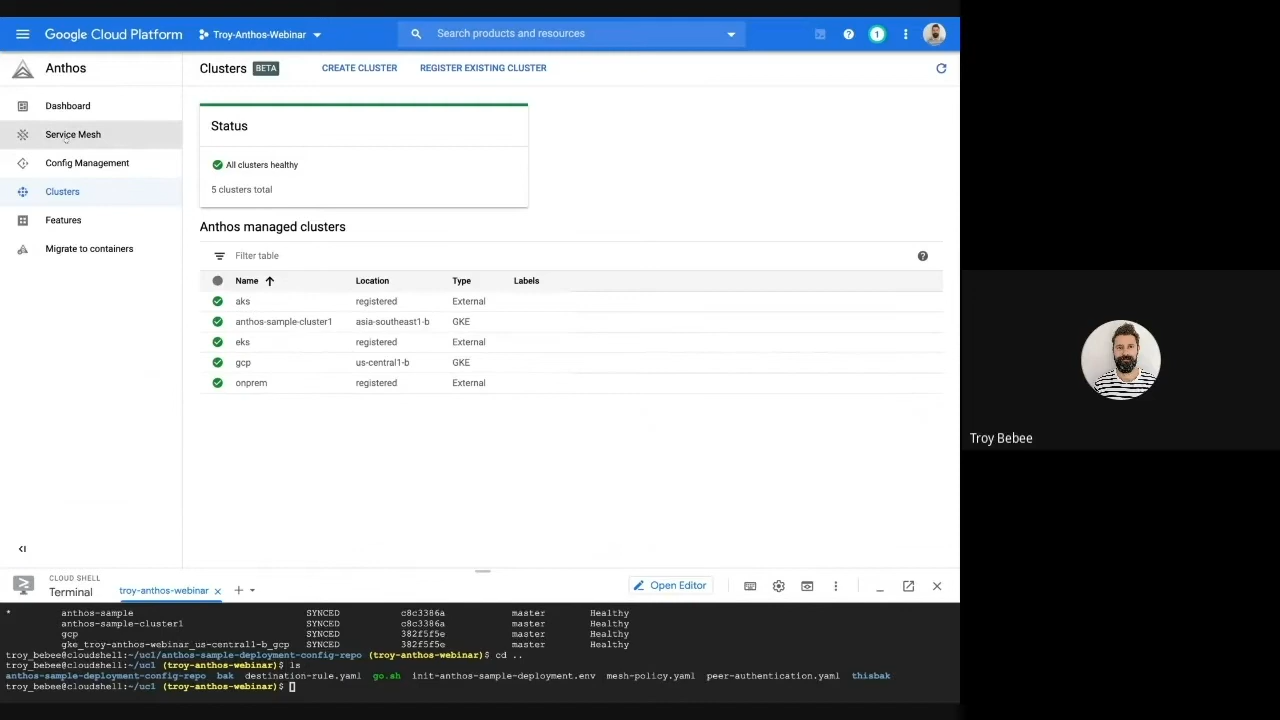 Google Cloud Platform
Troy-Anthos-Webinar
Search products and resources
1
Anthos
Clusters BETA CREATE CLUSTER REGISTER EXISTING CLUSTER
Dashboard
Service Mesh
Config Management
Clusters
Features
Migrate to containers
Status
All clusters healthy
5 clusters total
Anthos managed clusters
Filter table
Name Location Type Labels
aks registered External
anthos-sample-cluster1 asia-southeast1-b GKE
eks registered External
gcp us-central1-b GKE
onprem registered External
Troy Bebee
CLOUD SHELL
Terminal
troy-anthos-webinar
Open Editor
* anthos-sample SYNCED c8c3386a master Healthy
anthos-sample-cluster1 SYNCED c8c3386a master Healthy
gcp SYNCED 382f5f5e master Healthy
gke_troy-anthos-webinar_us-central1-b_gcp SYNCED 382f5f5e master Healthy
troy_bebee@cloudshell:~/uc1/anthos-sample-deployment-config-repo (troy-anthos-webinar)$ cd ..
troy_bebee@cloudshell:~/uc1 (troy-anthos-webinar)$ ls
anthos-sample-deployment-config-repo bak destination-rule.yaml go.sh init-anthos-sample-deployment.env mesh-policy.yaml peer-authentication.yaml thisbak
troy_bebee@cloudshell:~/uc1 (troy-anthos-webinar)$